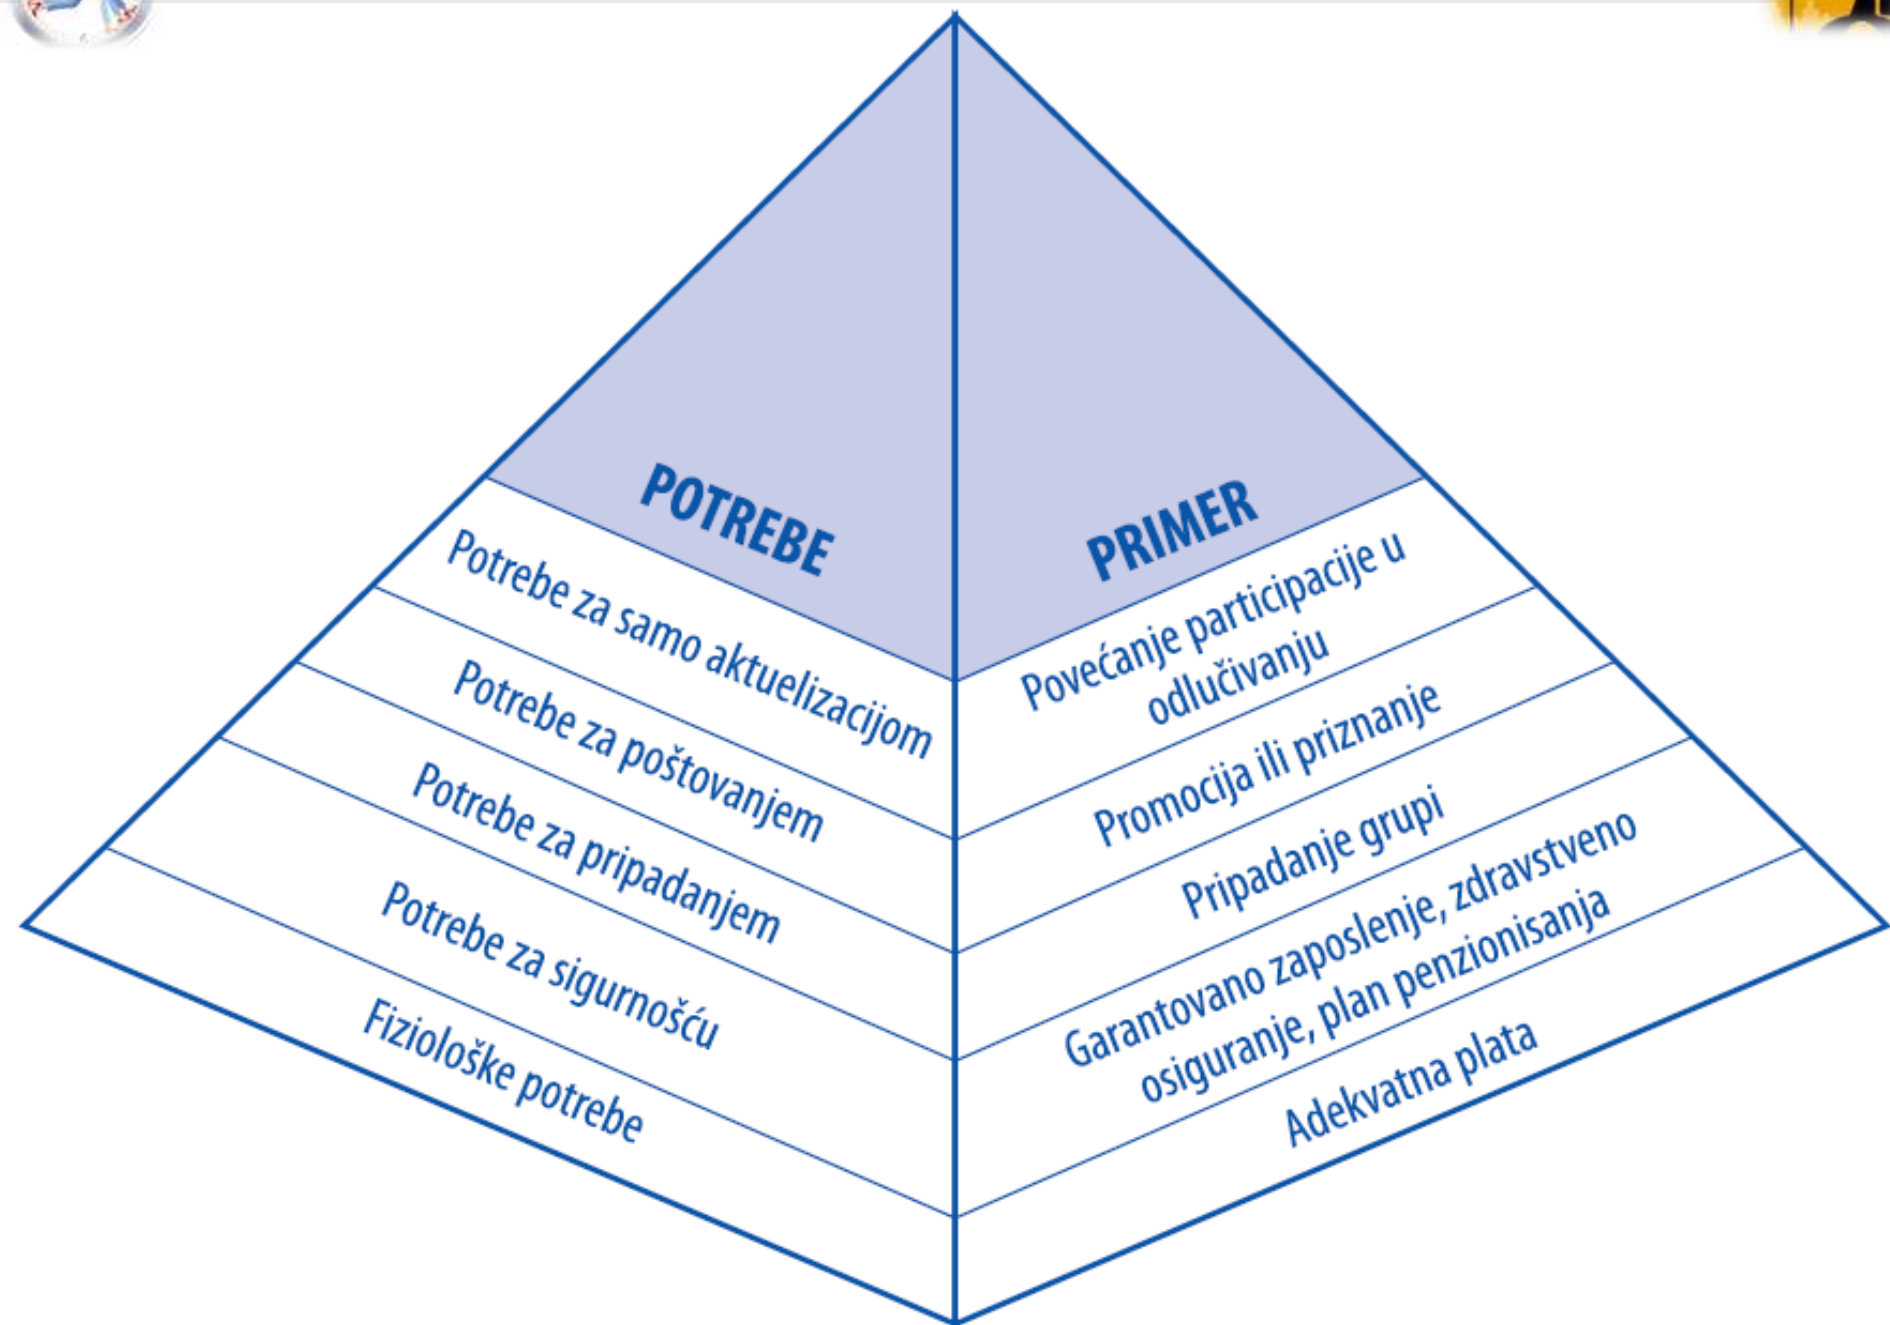 POTREBE
Potrebe za samo aktuelizacijom
Potrebe za poštovanjem
Potrebe za pripadanjem
Potrebe za sigurnošću
Fiziološke potrebe
PRIMER
Povećanje participacije u
odlučivanju
Promocija ili priznanje
Pripadanje grupi
Garantovano zaposlenje, zdravstveno
osiguranje, plan penzionisanja
Adekvatna plata